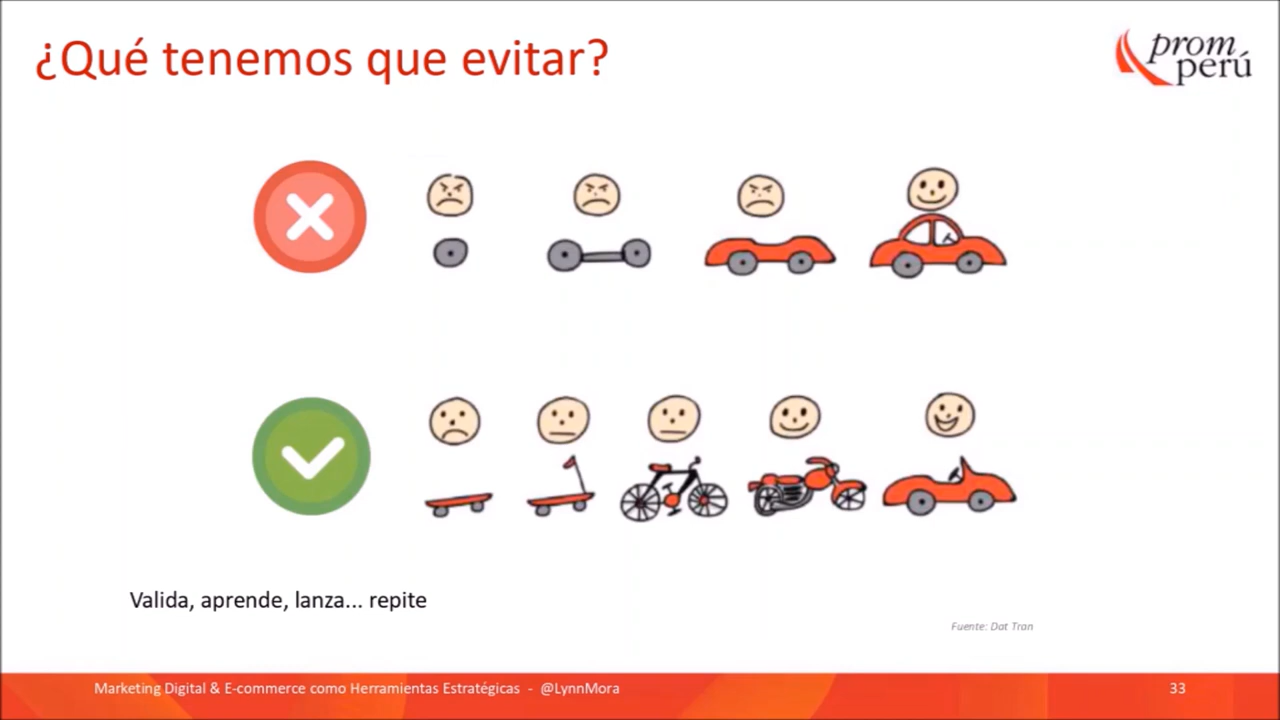 ¿Qué tenemos que evitar?
prom
perú
Valida, aprende, lanza... repite
Fuente: Dat Tran
Marketing Digital & E-commerce como Herramientas Estratégicas - @LynnMora
33